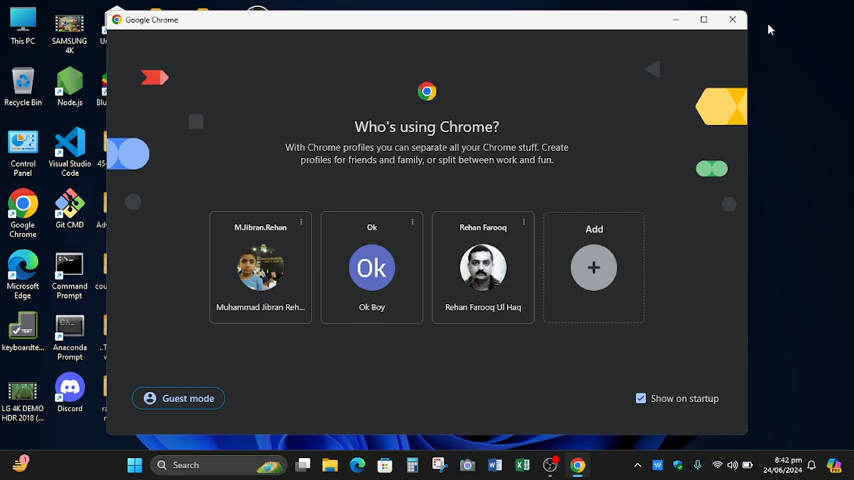 This PC
SAMSUNG
4K
Recycle Bin
Node.js
Control
Panel
Visual Studio
Code
Google
Chrome
Git CMD
Microsoft
Edge
Command
Prompt
keyboardte...
Anaconda
Prompt
LG 4K DEMO
HDR 2018 (...
Discord
Google Chrome
Who's using Chrome?
With Chrome profiles you can separate all your Chrome stuff. Create
profiles for friends and family, or split between work and fun.
M.Jibran.Rehan
Muhammad Jibran Reh...
Ok
Ok
Ok Boy
Rehan Farooq
Rehan Farooq Ul Haq
Add
Guest mode
Show on startup
Search
8:42 pm
24/06/2024